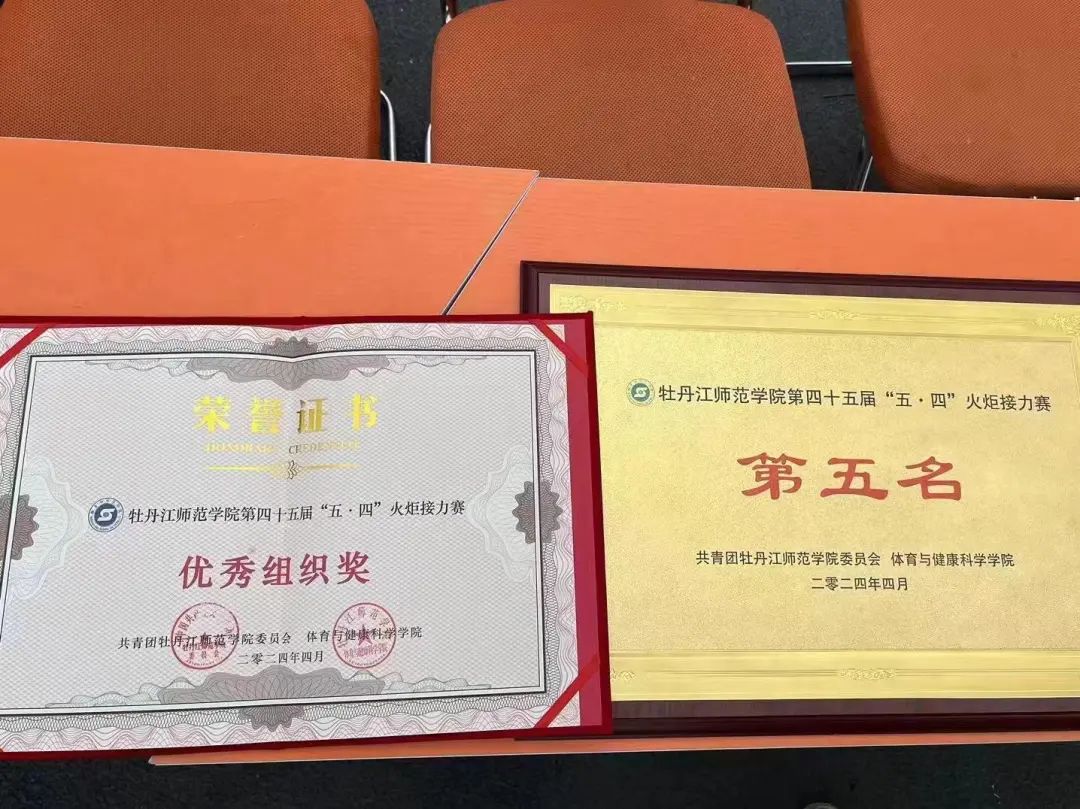 荣誉证书
HONORARY CREDENTIAL
牡丹江师范学院第四十五届“五·四”火炬接力赛
优秀组织奖
共青团牡丹江师范学院委员会 体育与健康科学学院
二零二四年四月
牡丹江师范学院第四十五届“五·四”火炬接力赛
第五名
共青团牡丹江师范学院委员会 体育与健康科学学院
二零二四年四月